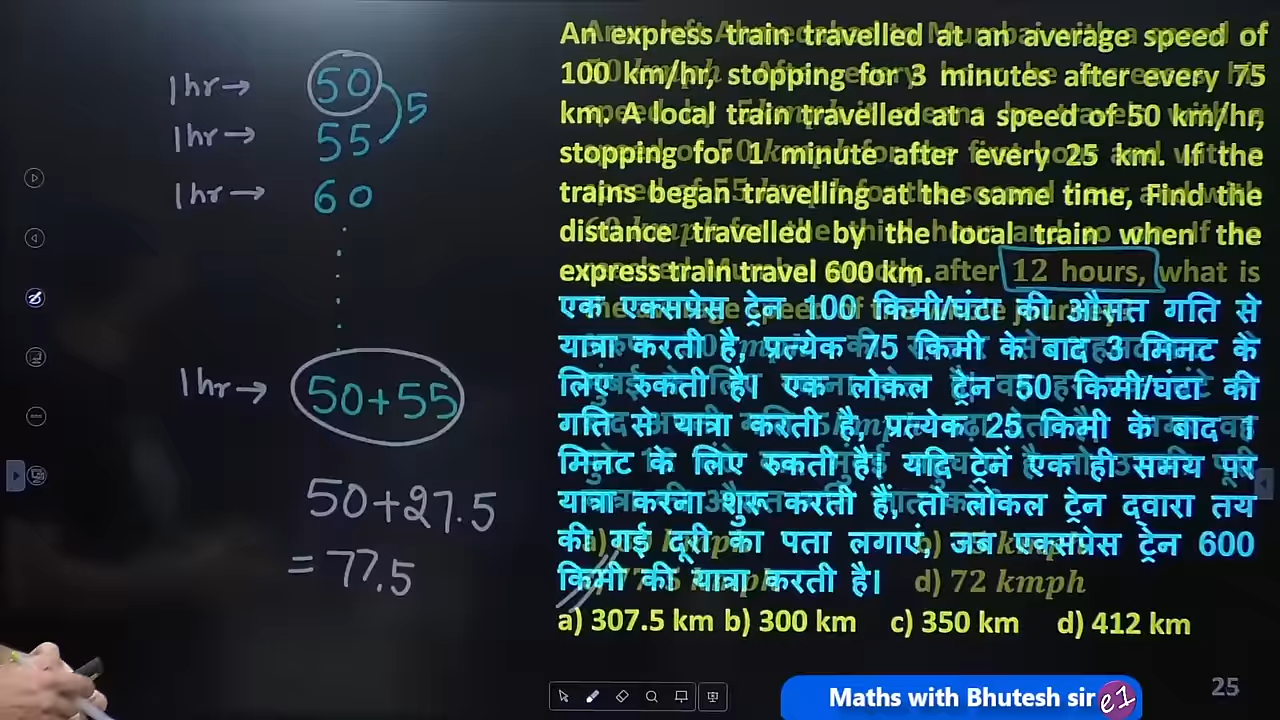 1hr → 50
5
1hr → 55
1hr → 60
1hr → 50+55
50+27.5
= 77.5
An express train travelled at an average speed of
100 km/hr, stopping for 3 minutes after every 75
km. A local train travelled at a speed of 50 km/hr,
stopping for 1 minute after every 25 km. If the
trains began travelling at the same time, Find the
distance travelled by the local train when the
express train travel 600 km. after 12 hours, what is
एक एक्सप्रेस ट्रेन 100 किमी/घंटा की औसत गति से
यात्रा करती है, प्रत्येक 75 किमी के बाद 3 मिनट के
लिए रुकती है। एक लोकल ट्रैन 50 किमी/घंटा की
गति से यात्रा करती है, प्रत्येक 25 किमी के बाद 1
मिनट के लिए रुकती है। यदि ट्रेनें एक ही समय पर
यात्रा करना शुरू करती हैं, तो लोकल ट्रेन द्वारा तय
की गई दूरी का पता लगाएं, जब एक्सप्रेस ट्रेन 600
किमी की यात्रा करती है।
d) 72 kmph
a) 307.5 km b) 300 km c) 350 km d) 412 km
25
Maths with Bhutesh sir e1